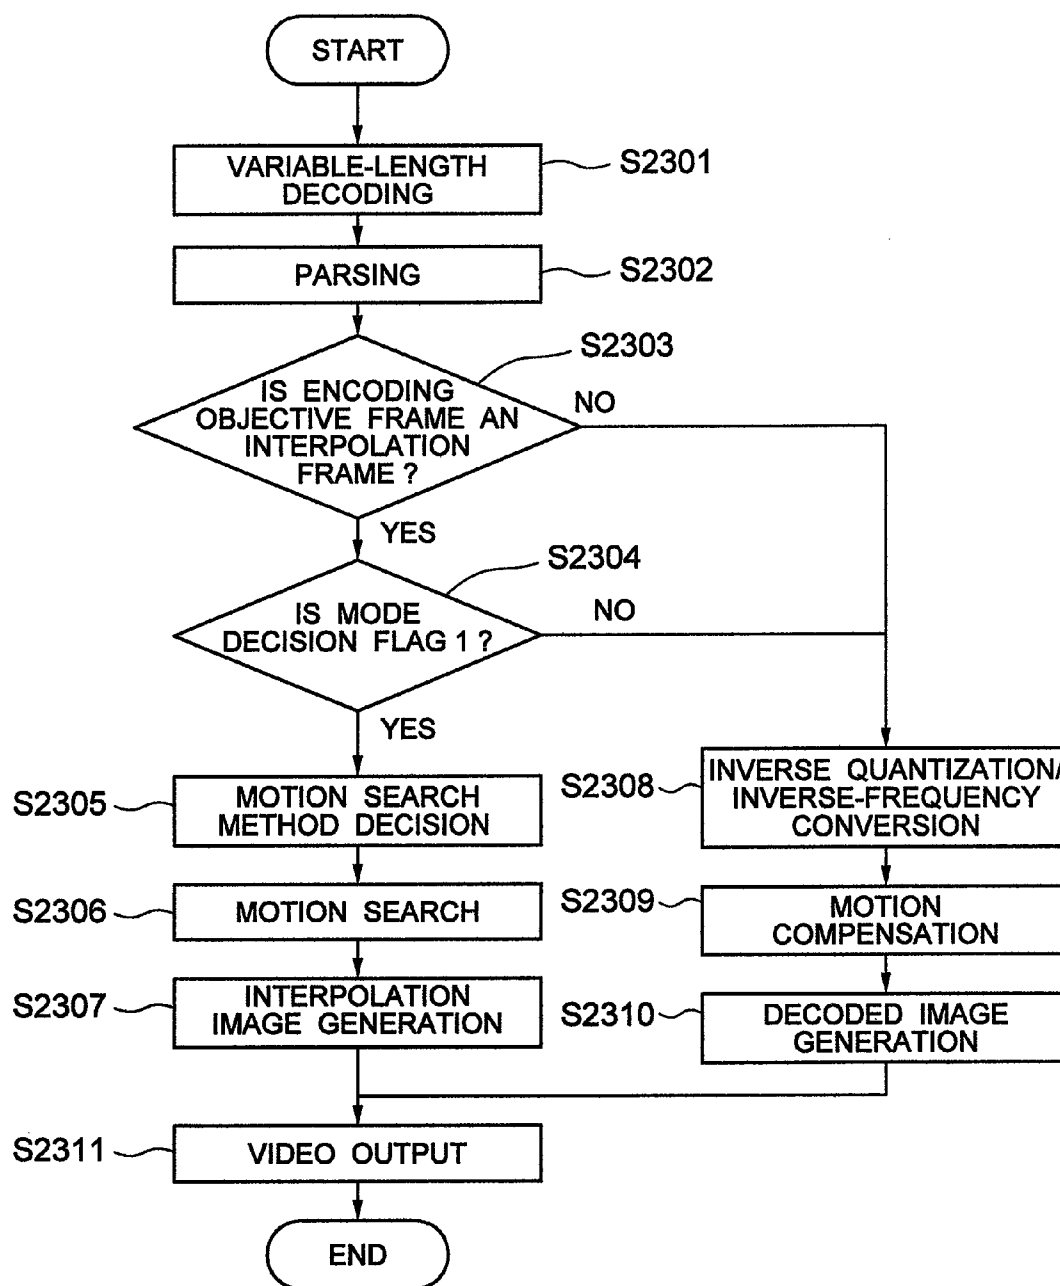 START
VARIABLE-LENGTH
DECODING
S2301
PARSING
S2302
S2303
IS ENCODING
OBJECTIVE FRAME AN
INTERPOLATION
FRAME ?
NO
YES
S2304
IS MODE
DECISION FLAG 1 ?
NO
YES
S2305
MOTION SEARCH
METHOD DECISION
S2306
MOTION SEARCH
S2307
INTERPOLATION
IMAGE GENERATION
S2308
INVERSE QUANTIZATION/
INVERSE-FREQUENCY
CONVERSION
S2309
MOTION
COMPENSATION
S2310
DECODED IMAGE
GENERATION
S2311
VIDEO OUTPUT
END